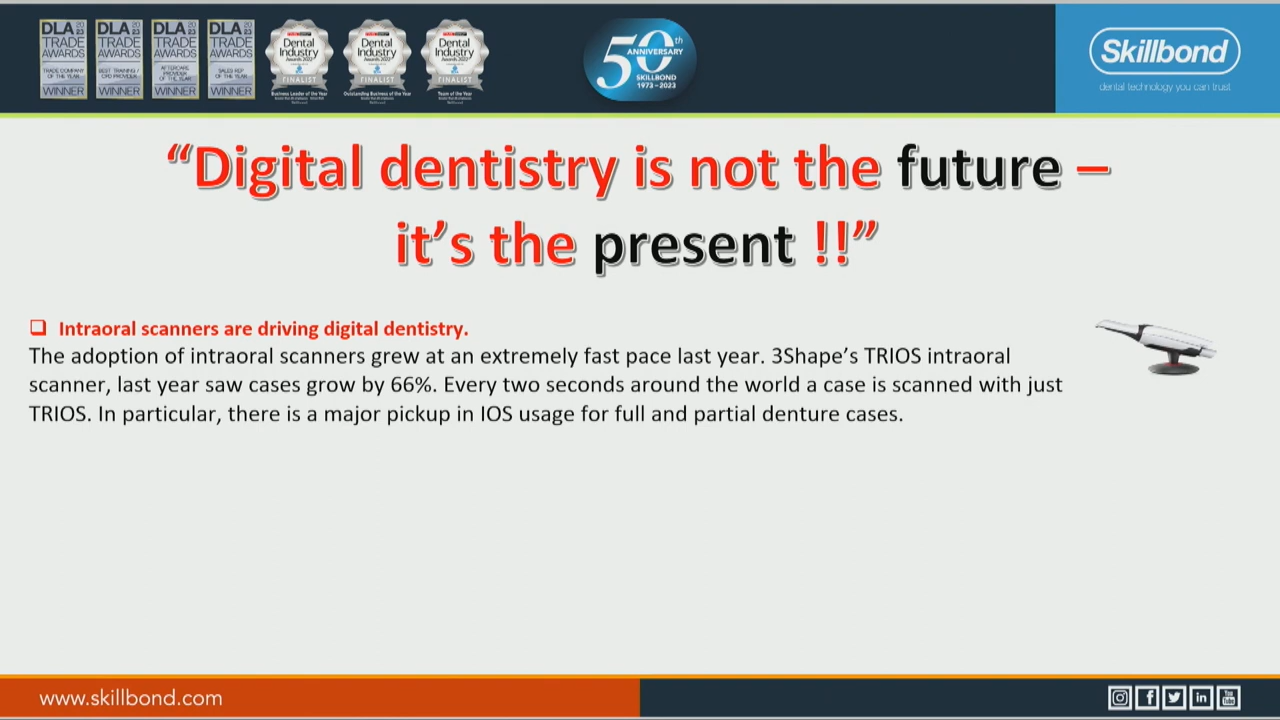 DLA DLA DLA DLA
TRADE AWARDS TRADE AWARDS TRADE AWARDS TRADE AWARDS
TRADE COMPANY OF THE YEAR
BEST TRAINING / CPD PROVIDER
AFTERCARE PROVIDER OF THE YEAR
SALES REP OF THE YEAR
WINNER WINNER WINNER WINNER
Dental Industry Awards 2022
FINALIST
Business Leader of the Year
Dental Industry Awards 2022
FINALIST
Outstanding Business of the Year
Dental Industry Awards 2022
FINALIST
Team of the Year
50th
ANNIVERSARY
SKILLBOND
1973-2023
Skillbond
dental technology you can trust
“Digital dentistry is not the future –
it’s the present !!”
Intraoral scanners are driving digital dentistry.
The adoption of intraoral scanners grew at an extremely fast pace last year. 3Shape’s TRIOS intraoral
scanner, last year saw cases grow by 66%. Every two seconds around the world a case is scanned with just
TRIOS. In particular, there is a major pickup in IOS usage for full and partial denture cases.
www.skillbond.com
You Tube